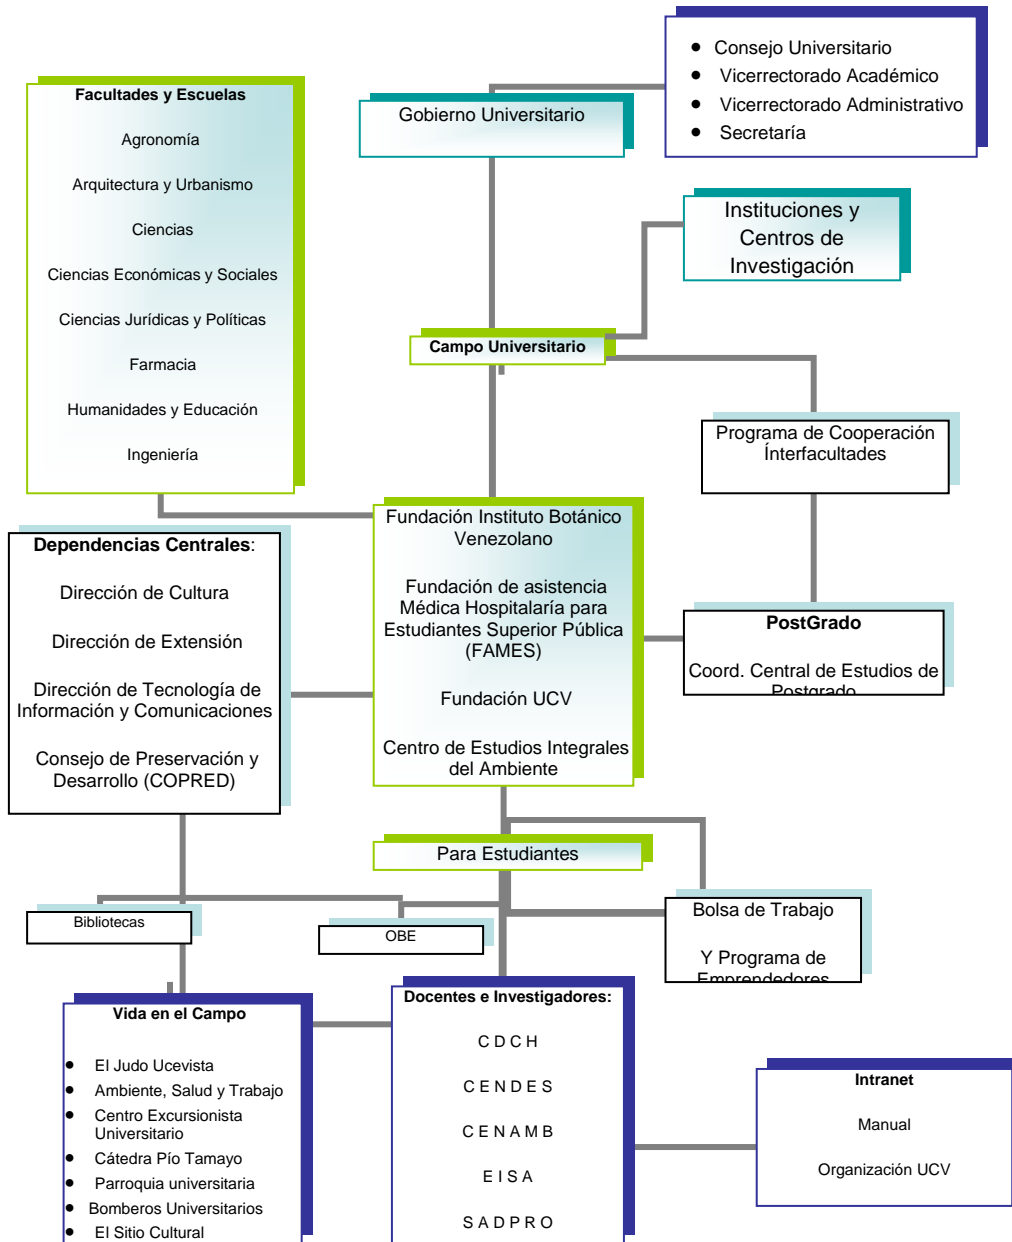 Consejo Universitario
Vicerrectorado Académico
Vicerrectorado Administrativo
Secretaría
Gobierno Universitario
Facultades y Escuelas
Agronomía
Arquitectura y Urbanismo
Ciencias
Ciencias Económicas y Sociales
Ciencias Jurídicas y Políticas
Farmacia
Humanidades y Educación
Ingeniería
Instituciones y
Centros de
Investigación
Campo Universitario
Programa de Cooperación
Ínterfacultades
Fundación Instituto Botánico
Venezolano
Fundación de asistencia
Médica Hospitalaría para
Estudiantes Superior Pública
(FAMES)
Fundación UCV
Centro de Estudios Integrales
del Ambiente
Dependencias Centrales:
Dirección de Cultura
Dirección de Extensión
Dirección de Tecnología de
Información y Comunicaciones
Consejo de Preservación y
Desarrollo (COPRED)
PostGrado
Coord. Central de Estudios de
Postgrado
Para Estudiantes
Bibliotecas
OBE
Bolsa de Trabajo
Y Programa de
Emprendedores
Vida en el Campo
El Judo Ucevista
Ambiente, Salud y Trabajo
Centro Excursionista
Universitario
Cátedra Pío Tamayo
Parroquia universitaria
Bomberos Universitarios
El Sitio Cultural
Docentes e Investigadores:
C D C H
C E N D E S
C E N A M B
E I S A
S A D P R O
Intranet
Manual
Organización UCV